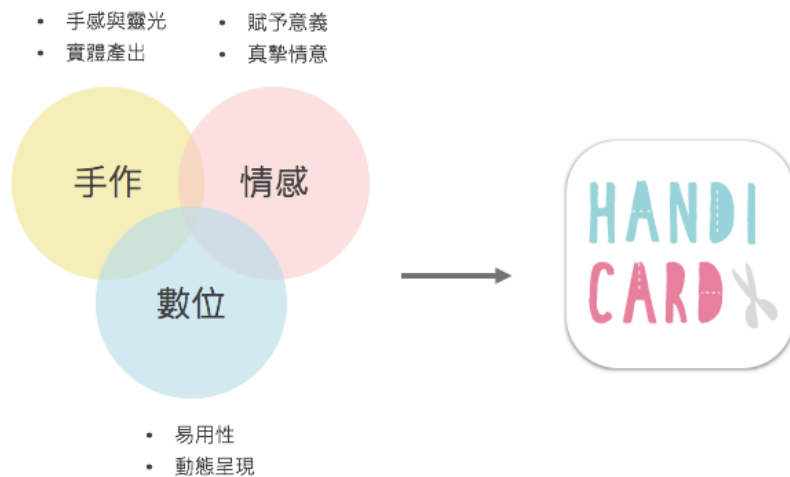 • 手感與靈光
• 實體產出
• 賦予意義
• 真摯情意
手作
情感
數位
• 易用性
• 動態呈現
HANDI
CARD